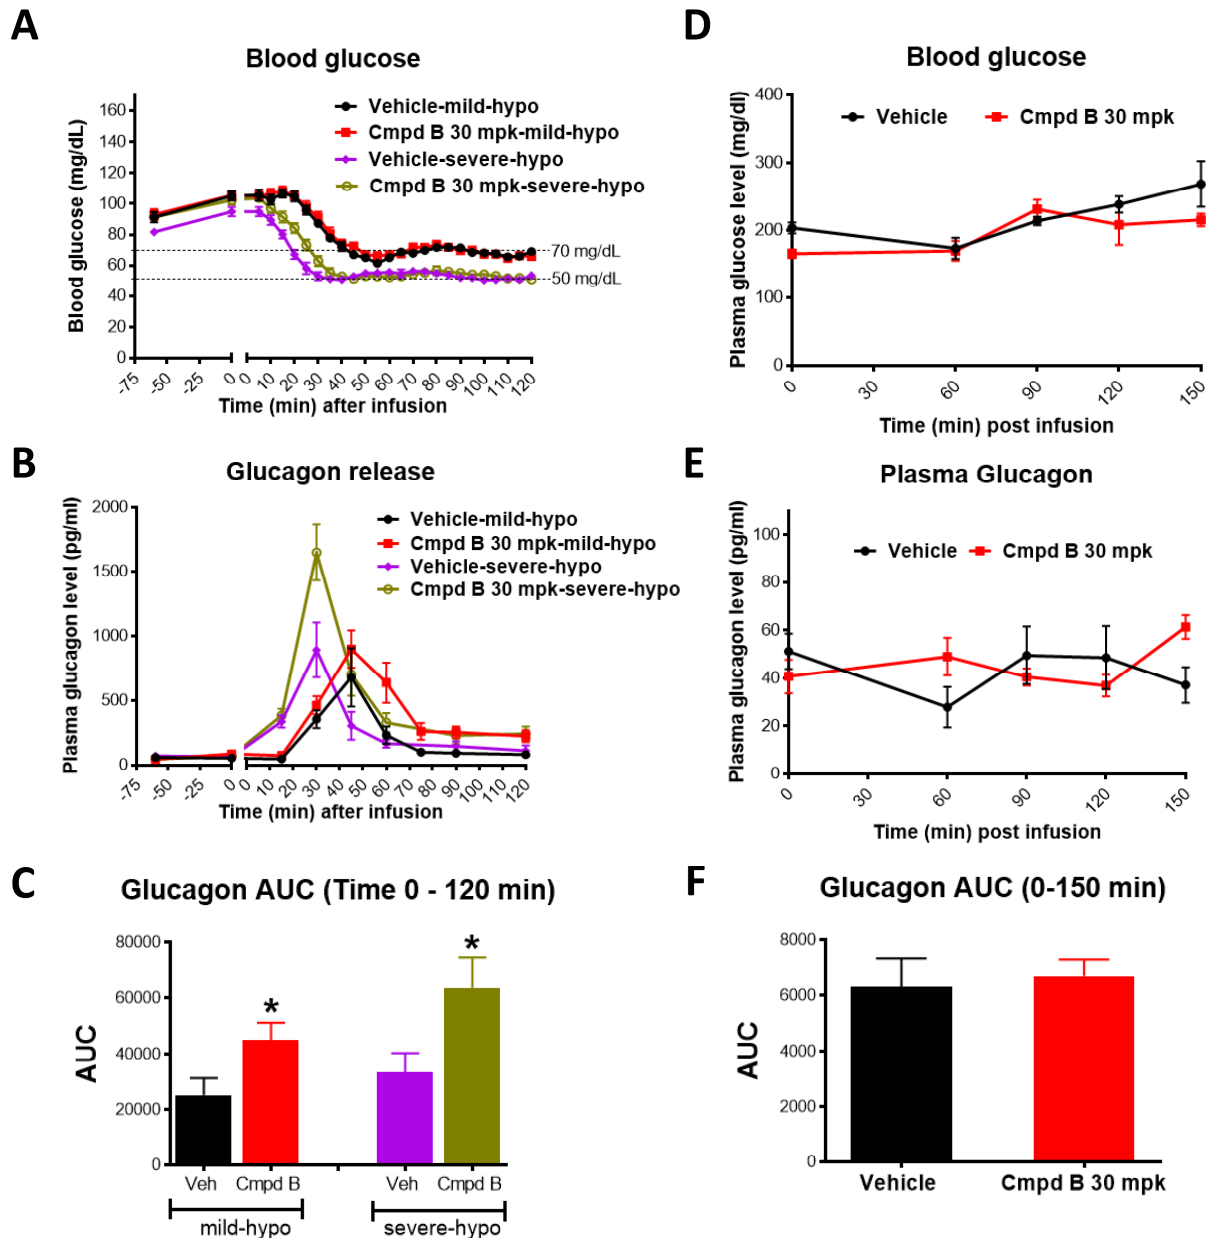 A
Blood glucose
Blood glucose (mg/dL)
160
140
120
100
80
60
40
20
0
Vehicle-mild-hypo
Cmpd B 30 mpk-mild-hypo
Vehicle-severe-hypo
Cmpd B 30 mpk-severe-hypo
70 mg/dL
50 mg/dL
-75 -50 -25 0 0 10 20 30 40 50 60 70 80 90 100 110 120
Time (min) after infusion
B
Glucagon release
Plasma glucagon level (pg/ml)
2000
1500
1000
500
0
Vehicle-mild-hypo
Cmpd B 30 mpk-mild-hypo
Vehicle-severe-hypo
Cmpd B 30 mpk-severe-hypo
-75 -50 -25 0 0 10 20 30 40 50 60 70 80 90 100 110 120
Time (min) after infusion
C
Glucagon AUC (Time 0 - 120 min)
AUC
80000
60000
40000
20000
0
*
*
Veh Cmpd B Veh Cmpd B
mild-hypo severe-hypo
D
Blood glucose
Plasma glucose level (mg/dl)
400
300
200
100
0
Vehicle Cmpd B 30 mpk
0 30 60 90 120 150
Time (min) post infusion
E
Plasma Glucagon
Plasma glucagon level (pg/ml)
100
80
60
40
20
0
Vehicle Cmpd B 30 mpk
0 30 60 90 120 150
Time (min) post infusion
F
Glucagon AUC (0-150 min)
AUC
8000
6000
4000
2000
0
Vehicle Cmpd B 30 mpk